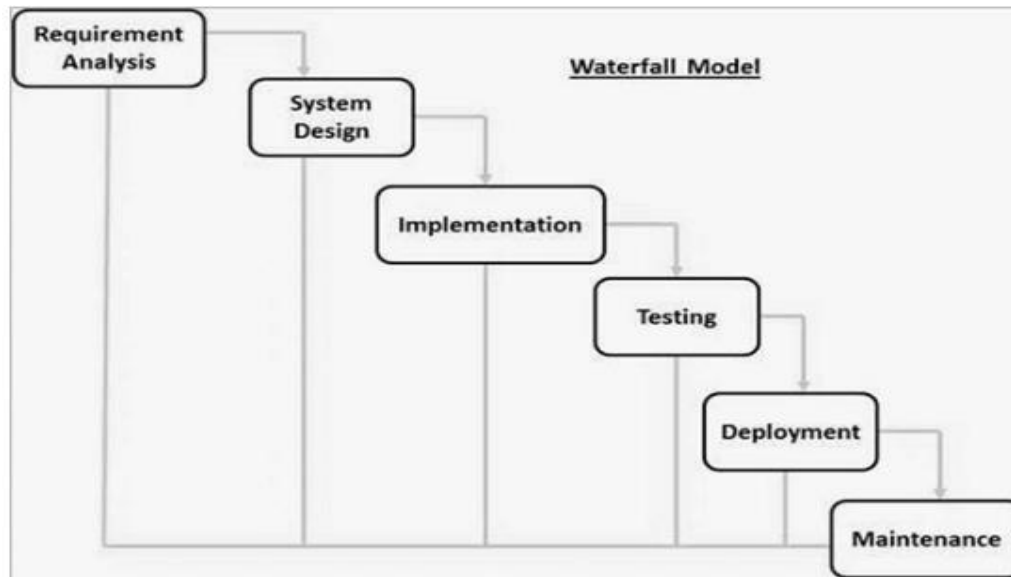 Requirement
Analysis
Waterfall Model
System
Design
Implementation
Testing
Deployment
Maintenance